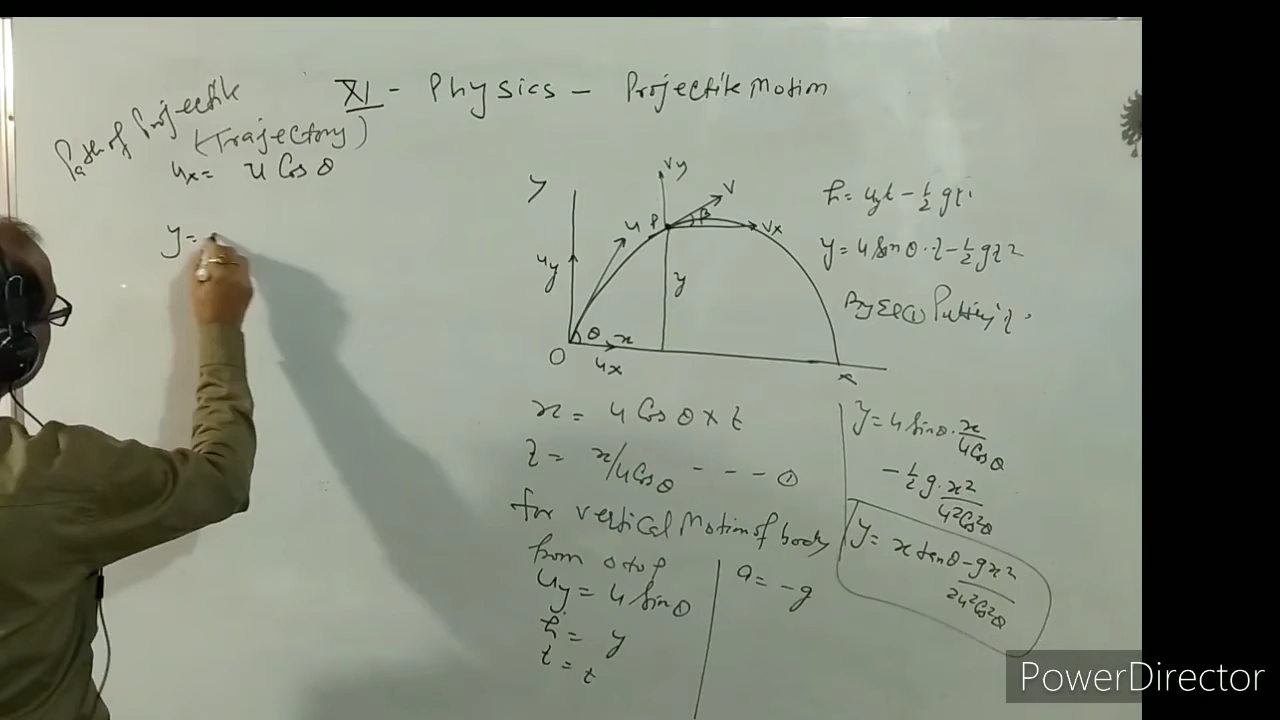 XI - Physics - Projectile Motion
Path of Projectile
(Trajectory)
ux = u Cos θ
y =
y
uy
u
P
vy
v
β
vx
y
θ
x
O
ux
x
h = uyt - 1/2 gt²
y = u Sin θ · t - 1/2 gt²
By Eq ① Putting t
x = u Cos θ × t
t = x/u Cos θ - - - - ①
for vertical Motion of body
from O to P
uy = u Sin θ
h = y
t = t
a = -g
y = u Sin θ · x/u Cos θ
- 1/2 g · x²/u² Cos² θ
y = x tan θ - gx²/2u² Cos² θ
PowerDirector